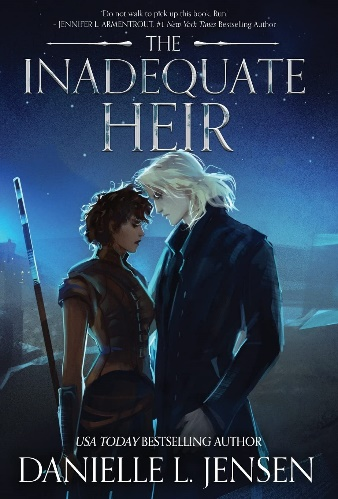 "Do not walk to pick up this book. Run.
- JENNIFER L. ARMENTROUT, #1 New York Times Bestselling Author
THE
INADEQUATE
HEIR
USA TODAY BESTSELLING AUTHOR
DANIELLE L. JENSEN